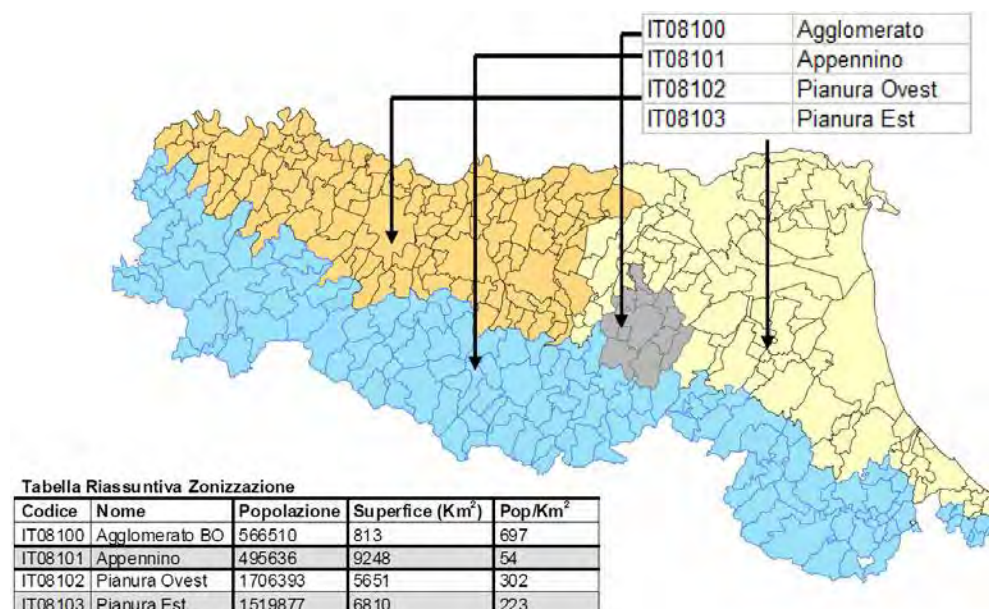 IT08100 Agglomerato
IT08101 Appennino
IT08102 Pianura Ovest
IT08103 Pianura Est
Tabella Riassuntiva Zonizzazione
Codice Nome Popolazione Superfice (Km²) Pop/Km²
IT08100 Agglomerato BO 566510 813 697
IT08101 Appennino 495636 9248 54
IT08102 Pianura Ovest 1706393 5651 302
IT08103 Pianura Est 1519877 6810 223